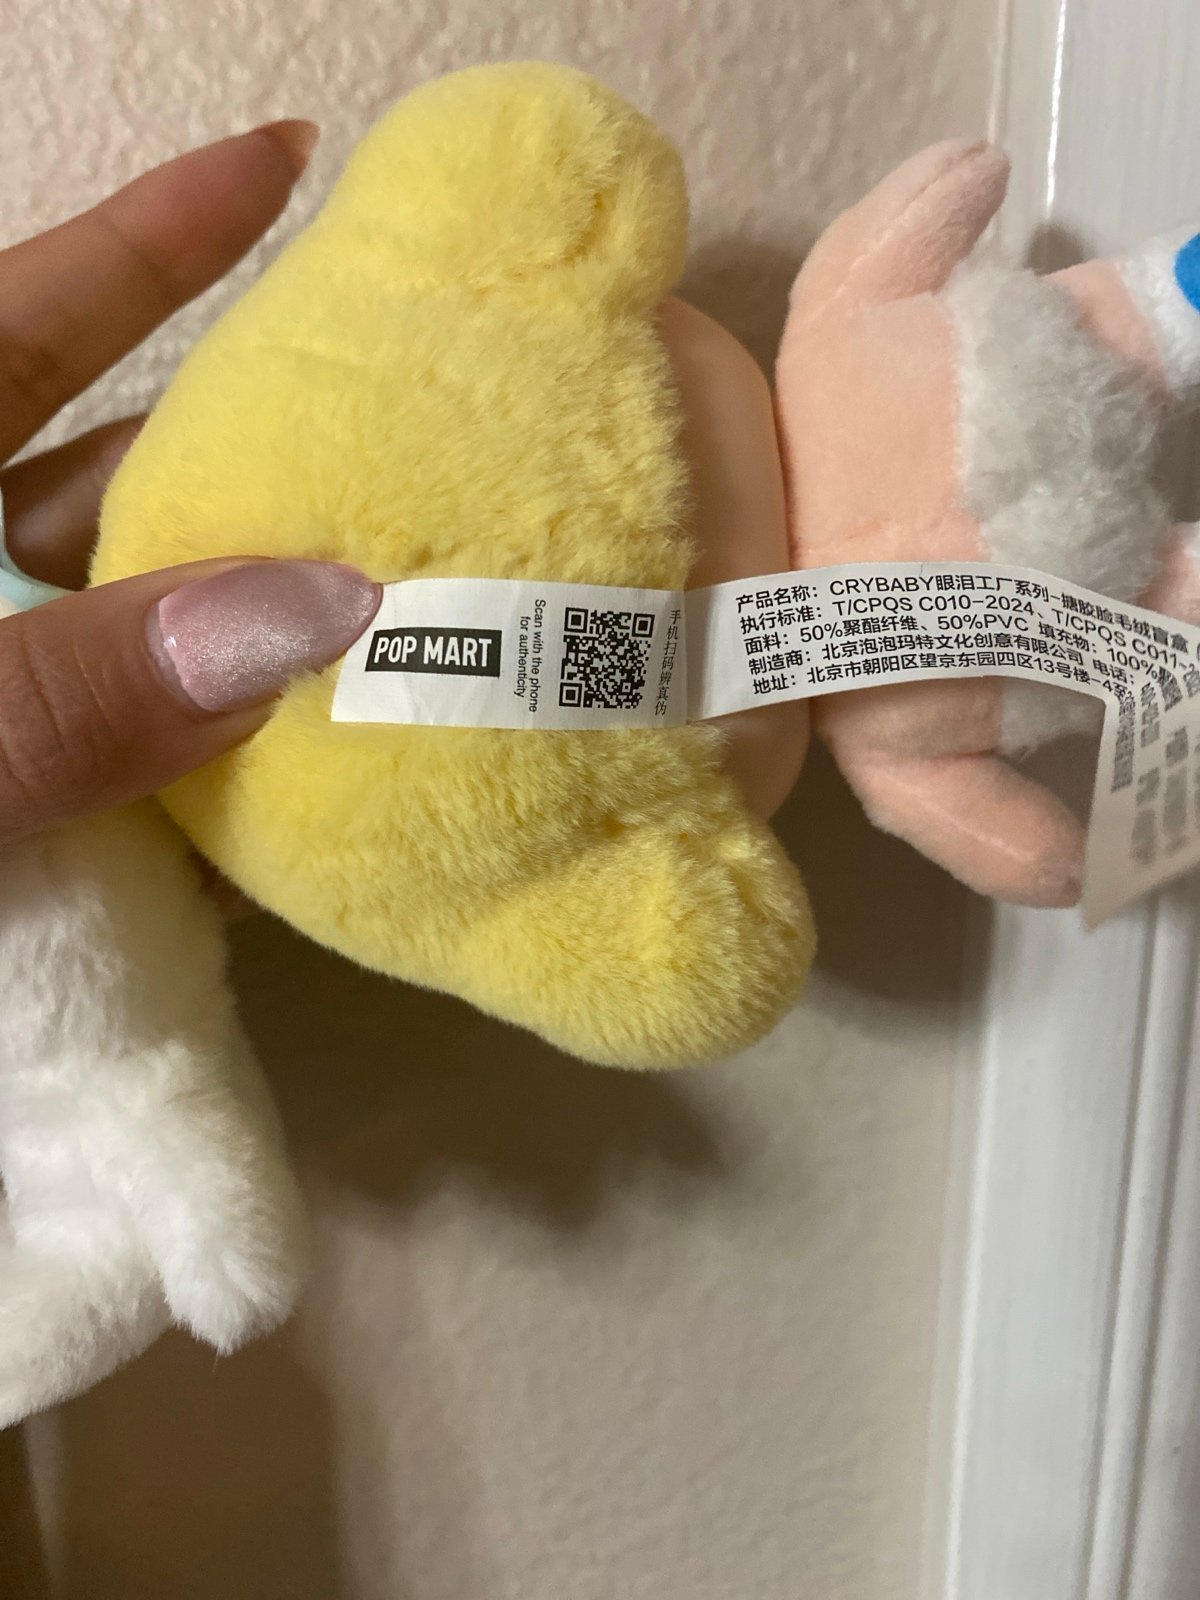 POP MART
Scan with the phone
for authenticity
手机扫码辨真伪
产品名称：CRYBABY眼泪工厂系列-搪胶脸毛绒盲盒
执行标准：T/CPQS C010-2024、T/CPQS C011-
面料：50%聚酯纤维、50%PVC 填充物：100%
制造商：北京泡泡玛特文化创意有限公司 电话：
地址：北京市朝阳区望京东园四区13号楼-4至